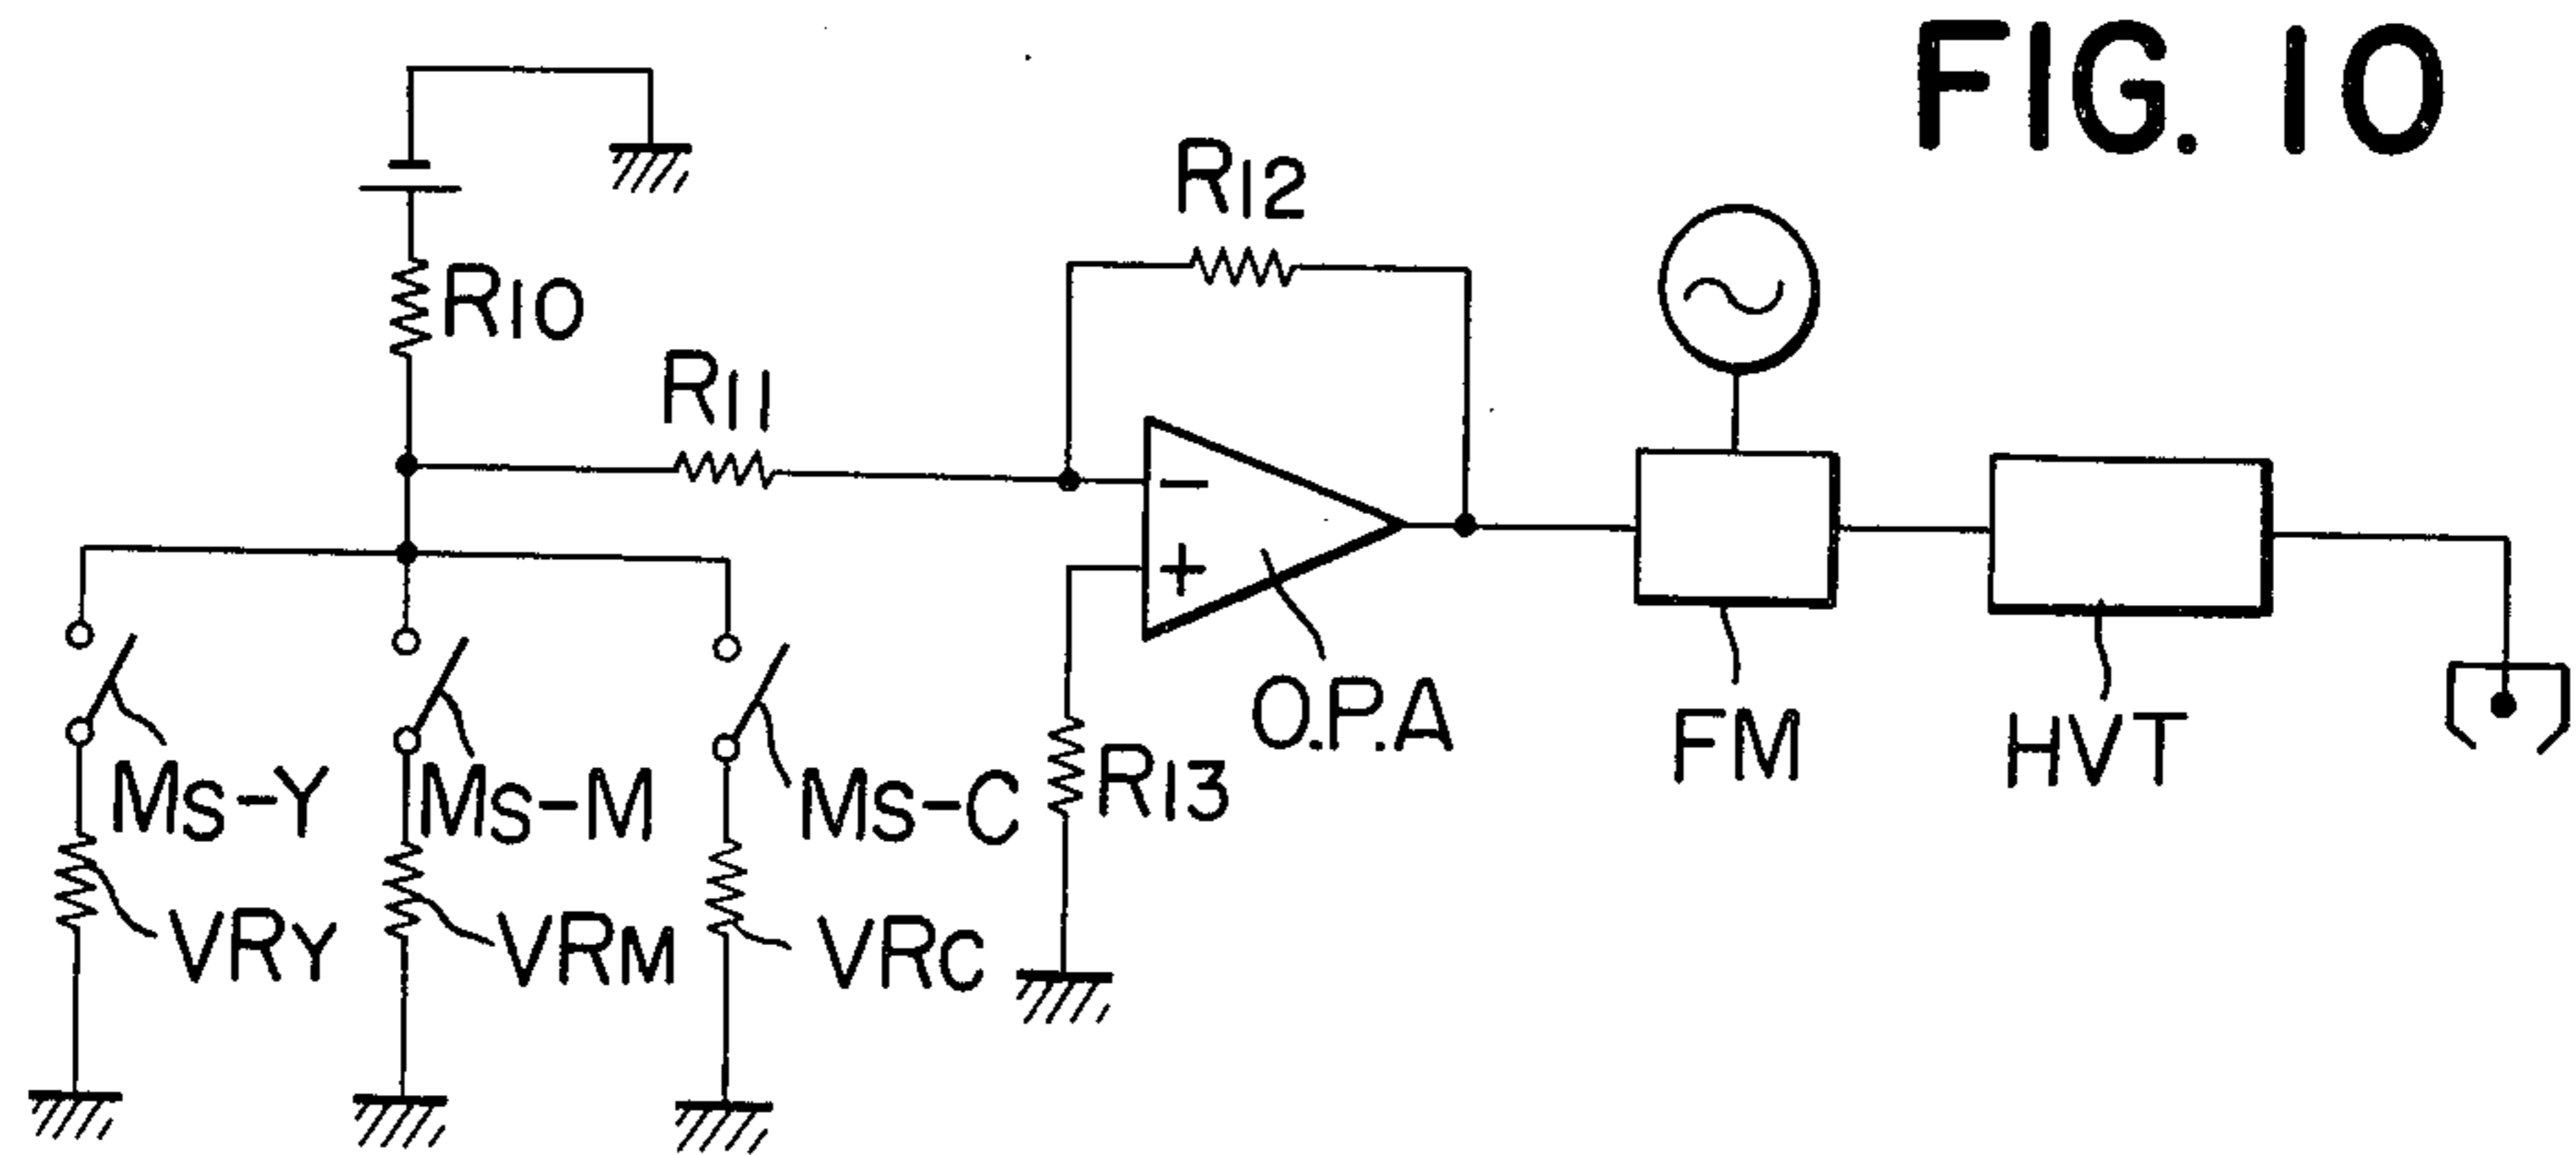 FIG. 10
R12
R10
R11
- 
+
O.P.A
FM
HVT
R13
MS-Y
MS-M
MS-C
VRY
VRM
VRC